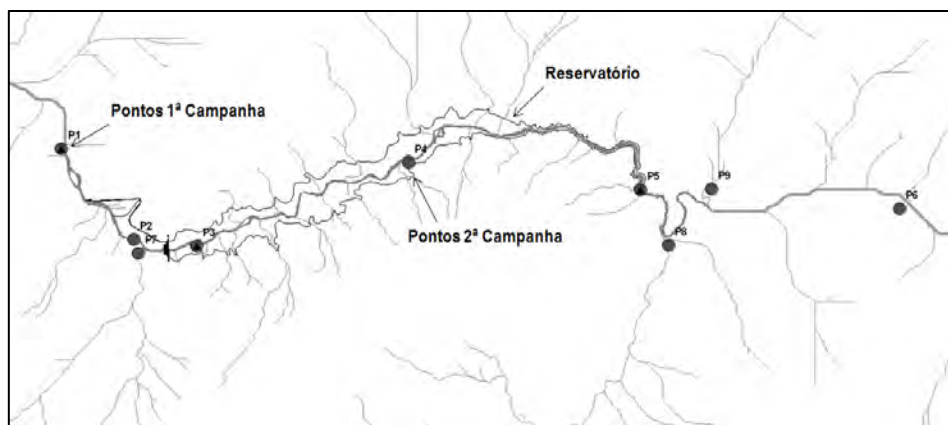 Reservatório
Pontos 1ª Campanha
P1
P4
P5
P9
P6
P2
P7
P3
Pontos 2ª Campanha
P8